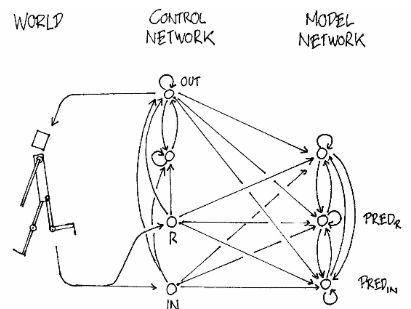 WORLD
CONTROL
NETWORK
MODEL
NETWORK
OUT
R
PRED_R
IN
PRED_IN